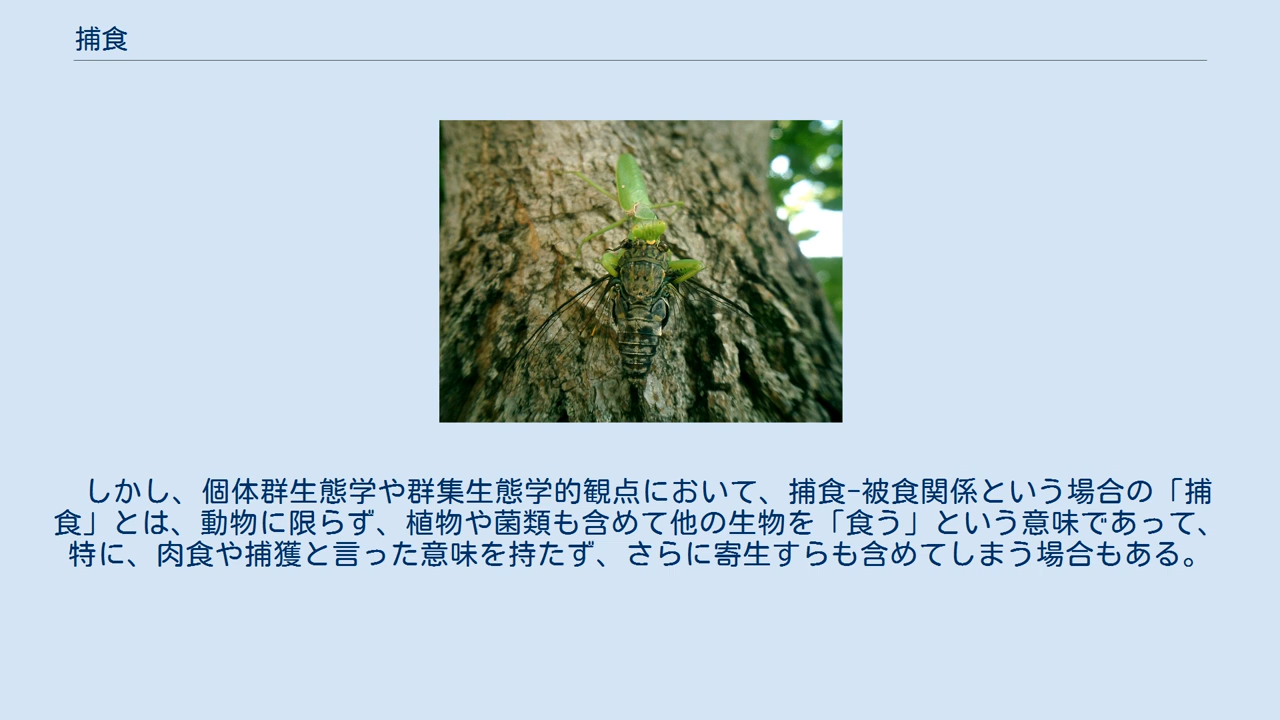 捕食
しかし、個体群生態学や群集生態学的観点において、捕食-被食関係という場合の「捕
食」とは、動物に限らず、植物や菌類も含めて他の生物を「食う」という意味であって、
特に、肉食や捕獲と言った意味を持たず、さらに寄生すらも含めてしまう場合もある。